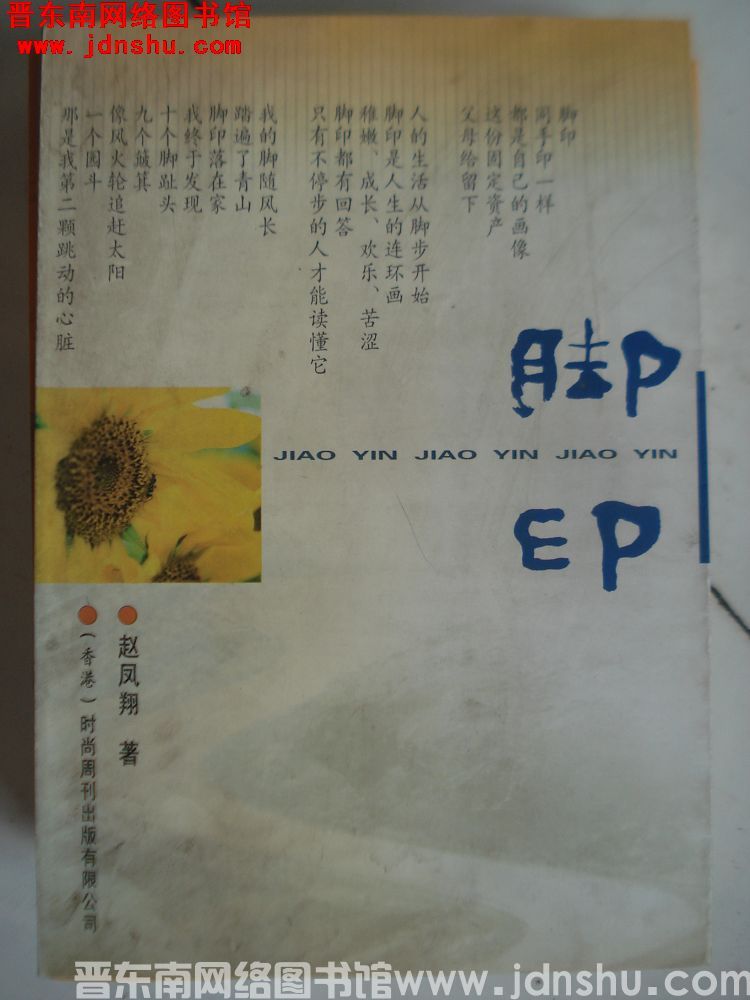 晋东南网络图书馆
www.jdnshu.com
脚印
同手印一样
都是自己的画像
这份固定资产
父母给留下
人的生活从脚步开始
脚印是人生的连环画
稚嫩、成长、欢乐、苦涩
脚印都有回答
只有不停步的人才能读懂它
我的脚随风长
踏遍了青山
脚印落在家
我终于发现
十个脚趾头
九个簸箕
像风火轮追赶太阳
一个圆斗
那是我第二颗跳动的心脏
脚
JIAO YIN JIAO YIN JIAO YIN
印
赵凤翔 著
（香港）时尚周刊出版有限公司
晋东南网络图书馆www.jdnshu.com